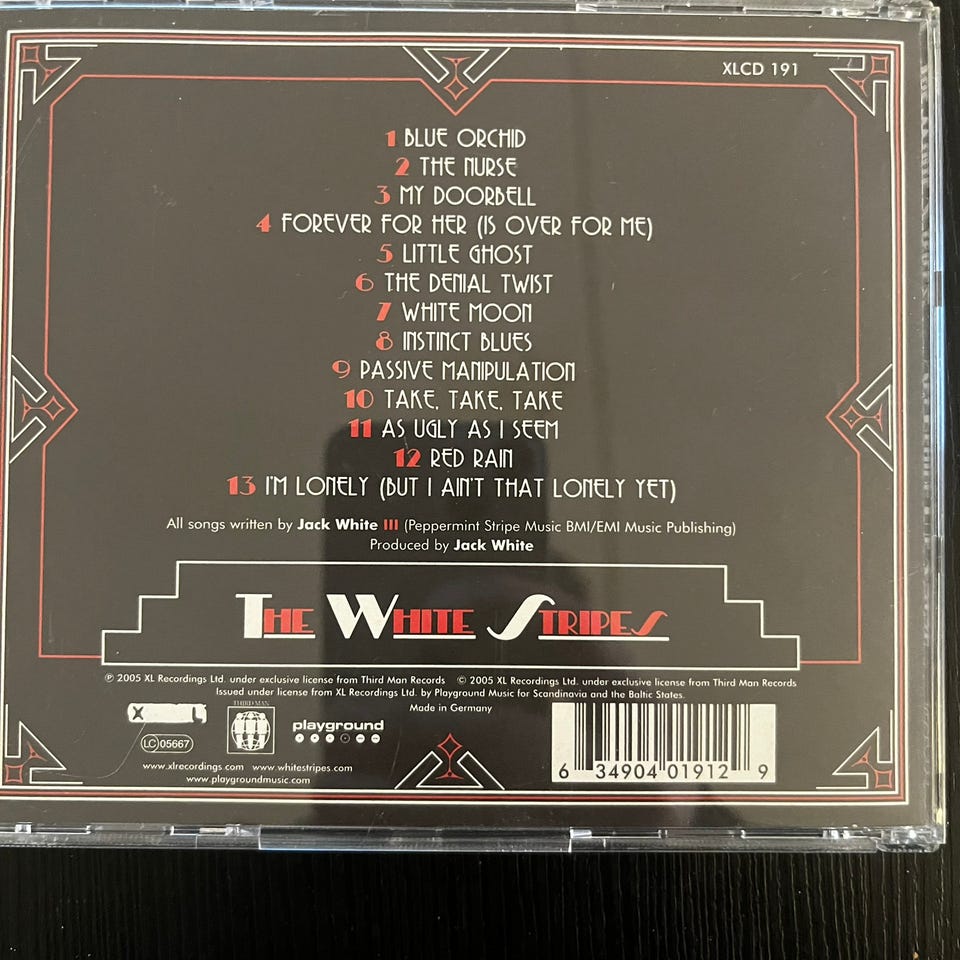 XLCD 191
1 BLUE ORCHID
2 THE NURSE
3 MY DOORBELL
4 FOREVER FOR HER (IS OVER FOR ME)
5 LITTLE GHOST
6 THE DENIAL TWIST
7 WHITE MOON
8 INSTINCT BLUES
9 PASSIVE MANIPULATION
10 TAKE, TAKE, TAKE
11 AS UGLY AS I SEEM
12 RED RAIN
13 I'M LONELY (BUT I AIN'T THAT LONELY YET)
All songs written by Jack White III (Peppermint Stripe Music BMI/EMI Music Publishing)
Produced by Jack White
THE WHITE STRIPES
℗ 2005 XL Recordings Ltd. under exclusive license from Third Man Records © 2005 XL Recordings Ltd. under exclusive license from Third Man Records
Issued under license from XL Recordings Ltd. by Playground Music for Scandinavia and the Baltic States.
Made in Germany
X L
THIRD MAN
playground
LC 05667
www.xlrecordings.com www.whitestripes.com
www.playgroundmusic.com
6 34904 01912 9